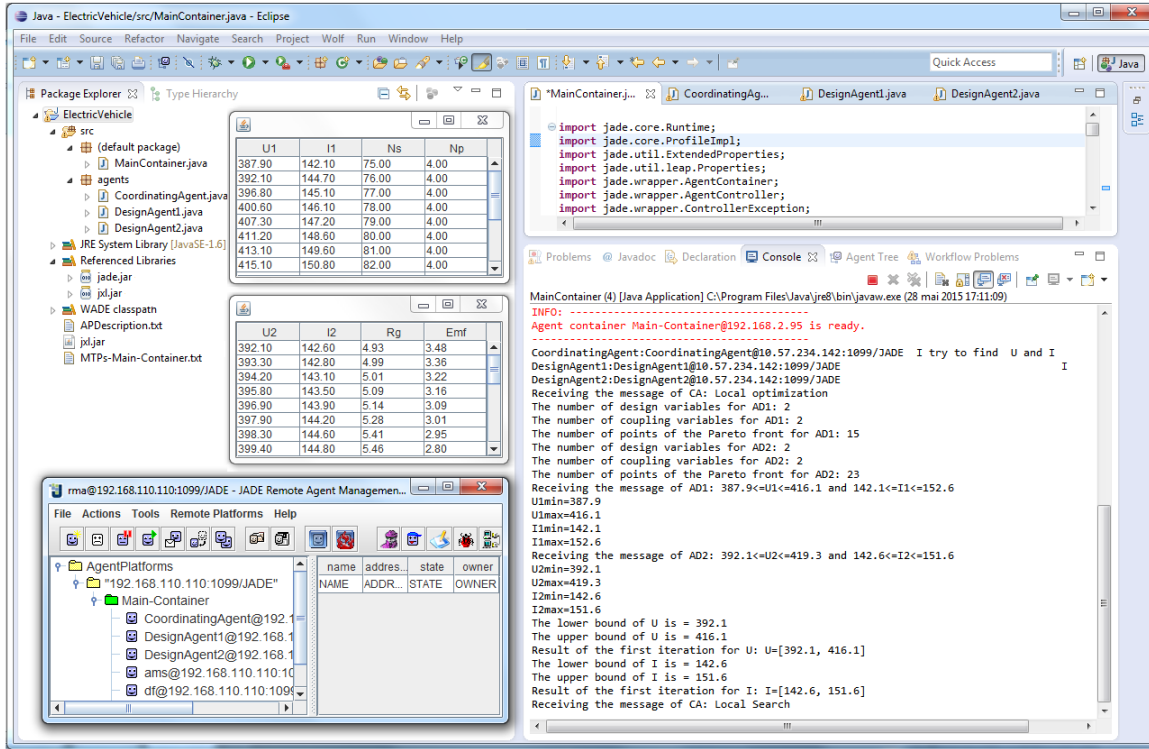 Java - ElectricVehicle/src/MainContainer.java - Eclipse
File Edit Source Refactor Navigate Search Project Wolf Run Window Help
Quick Access
Java
Package Explorer
Type Hierarchy
ElectricVehicle
src
(default package)
MainContainer.java
agents
CoordinatingAgent.java
DesignAgent1.java
DesignAgent2.java
JRE System Library [JavaSE-1.6]
Referenced Libraries
jade.jar
jxl.jar
WADE classpath
APDescription.txt
jxl.jar
MTPs-Main-Container.txt
U1 I1 Ns Np
387.90 142.10 75.00 4.00
392.10 144.70 76.00 4.00
396.80 145.10 77.00 4.00
400.60 146.10 78.00 4.00
407.30 147.20 79.00 4.00
411.20 148.60 80.00 4.00
413.10 149.60 81.00 4.00
415.10 150.80 82.00 4.00
U2 I2 Rg Emf
392.10 142.60 4.93 3.48
393.30 142.80 4.99 3.36
394.20 143.10 5.01 3.22
395.80 143.50 5.09 3.16
396.90 143.90 5.14 3.09
397.90 144.20 5.28 3.01
398.30 144.60 5.41 2.95
399.40 144.80 5.46 2.80
rma@192.168.110.110:1099/JADE - JADE Remote Agent Managemen...
File Actions Tools Remote Platforms Help
AgentPlatforms
"192.168.110.110:1099/JADE"
Main-Container
CoordinatingAgent@192.1
DesignAgent1@192.168.1
DesignAgent2@192.168.1
ams@192.168.110.110:10
df@192.168.110.110:1099
name addres... state owner
NAME ADDR... STATE OWNER
*MainContainer.j... CoordinatingAg... DesignAgent1.java DesignAgent2.java
import jade.core.Runtime;
import jade.core.ProfileImpl;
import jade.util.ExtendedProperties;
import jade.util.leap.Properties;
import jade.wrapper.AgentContainer;
import jade.wrapper.AgentController;
import jade.wrapper.ControllerException;
Problems @ Javadoc Declaration Console Agent Tree Workflow Problems
MainContainer (4) [Java Application] C:\Program Files\Java\jre8\bin\javaw.exe (28 mai 2015 17:11:09)
INFO: --------------------------------------
Agent container Main-Container@192.168.2.95 is ready.
--------------------------------------------
CoordinatingAgent:CoordinatingAgent@10.57.234.142:1099/JADE I try to find U and I
DesignAgent1:DesignAgent1@10.57.234.142:1099/JADE
DesignAgent2:DesignAgent2@10.57.234.142:1099/JADE
Receiving the message of CA: Local optimization
The number of design variables for AD1: 2
The number of coupling variables for AD1: 2
The number of points of the Pareto front for AD1: 15
The number of design variables for AD2: 2
The number of coupling variables for AD2: 2
The number of points of the Pareto front for AD2: 23
Receiving the message of AD1: 387.9<=U1<=416.1 and 142.1<=I1<=152.6
U1min=387.9
U1max=416.1
I1min=142.1
I1max=152.6
Receiving the message of AD2: 392.1<=U2<=419.3 and 142.6<=I2<=151.6
U2min=392.1
U2max=419.3
I2min=142.6
I2max=151.6
The lower bound of U is = 392.1
The upper bound of U is = 416.1
Result of the first iteration for U: U=[392.1, 416.1]
The lower bound of I is = 142.6
The upper bound of I is = 151.6
Result of the first iteration for I: I=[142.6, 151.6]
Receiving the message of CA: Local Search